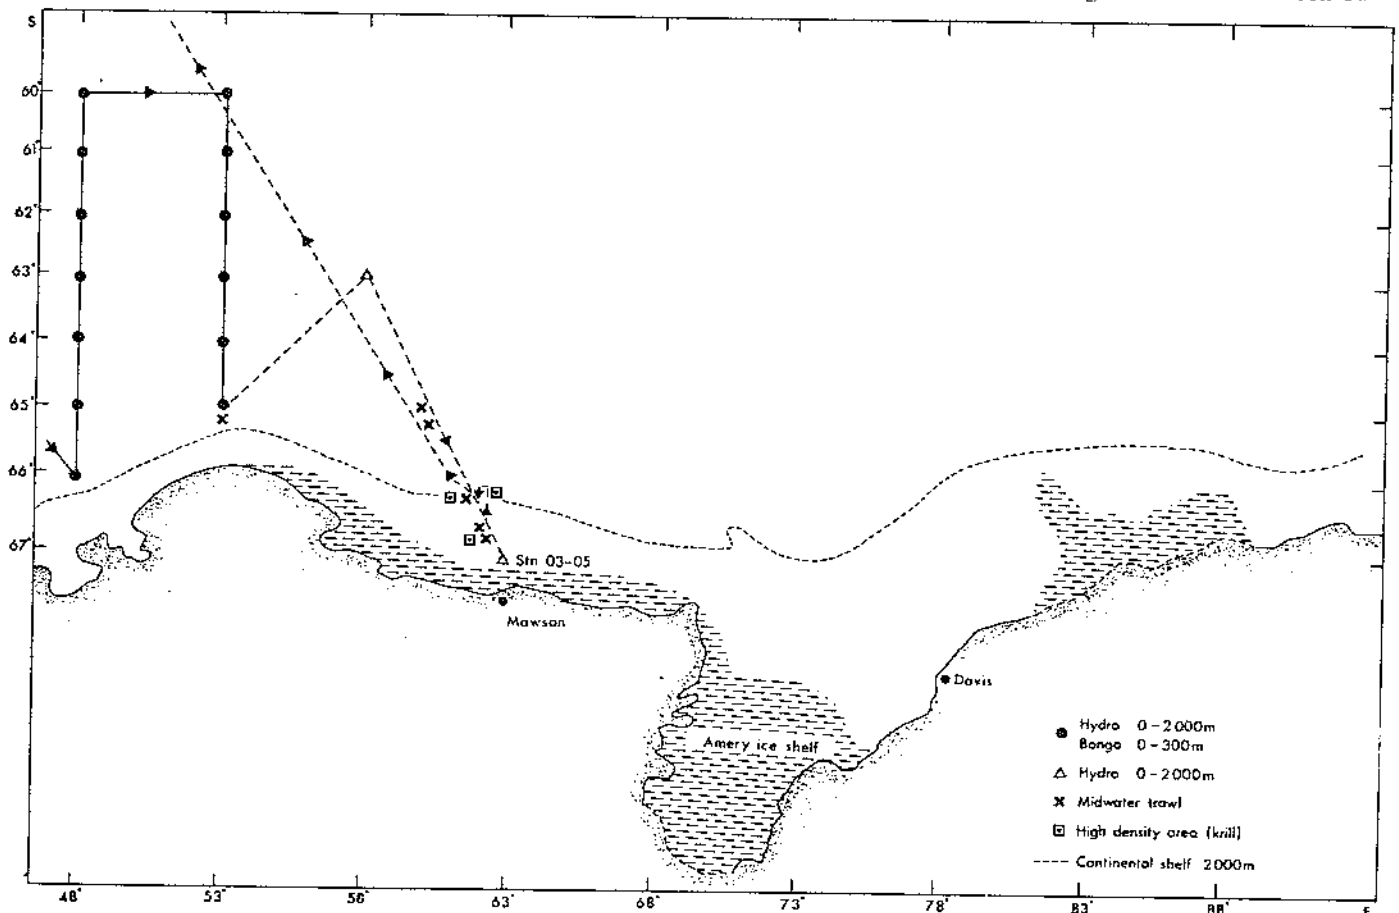 S
60°
61°
62°
63°
64°
65°
66°
67°
Stn 03-05
Mawson
Davis
Amery ice shelf
Hydro 0-2000m
Bongo 0-300m
Hydro 0-2000m
Midwater trawl
High density area (krill)
Continental shelf 2000m
48° 53° 58° 63° 68° 73° 78° 83° 88° E